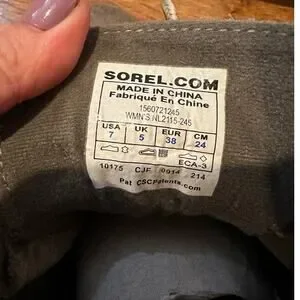 SOREL.COM
MADE IN CHINA
Fabriqué En Chine
1560721245
WMN'S NL2115-245
USA UK EUR CM
7 5 38 24
ECA-3
10175 CJF 0914 214
Pat CSCPatents.com